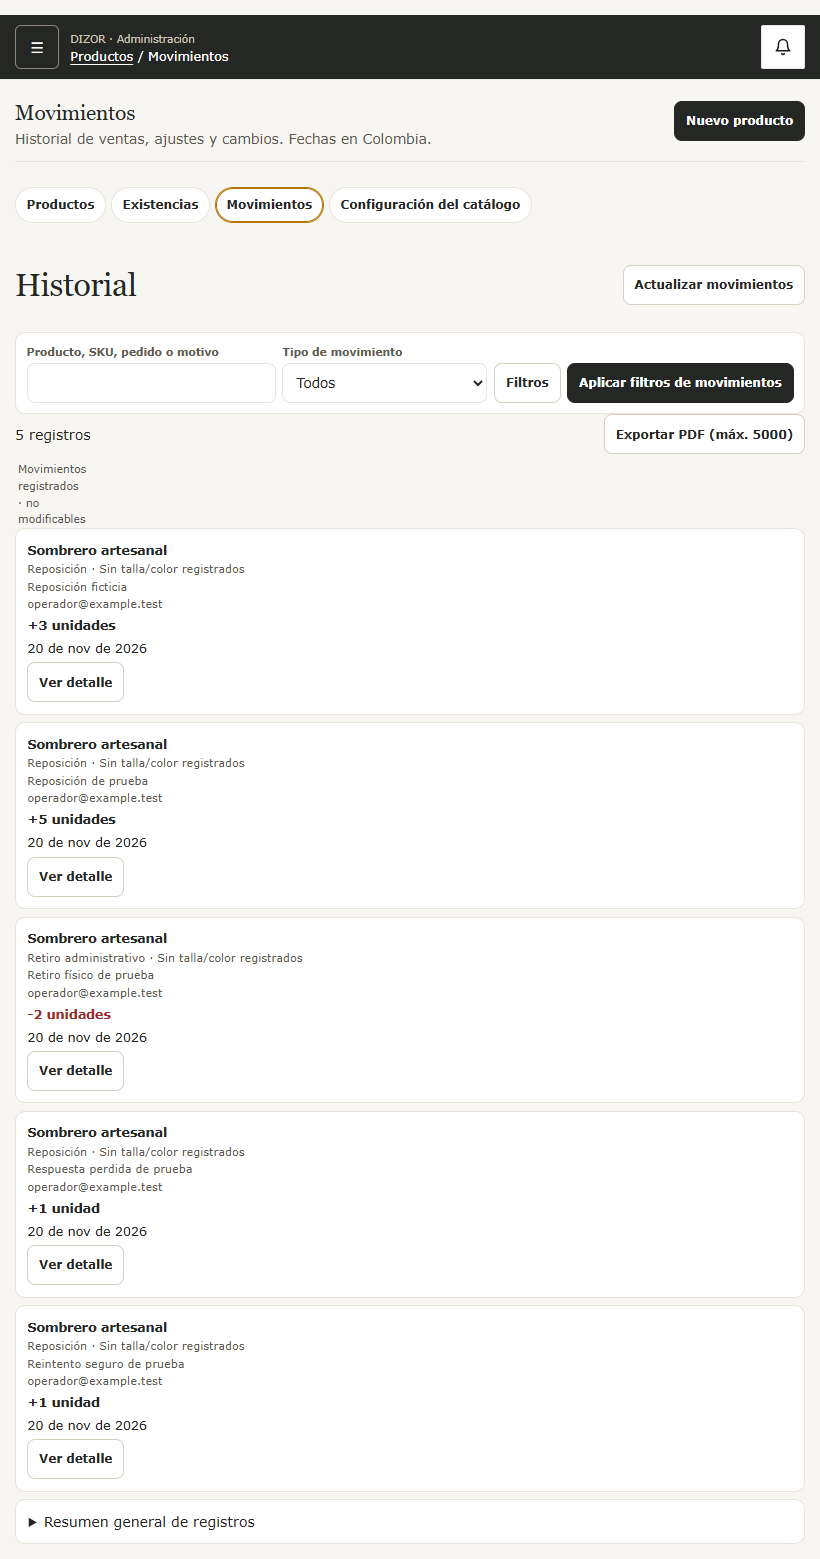 DIZOR · Administración
Productos / Movimientos
Movimientos
Historial de ventas, ajustes y cambios. Fechas en Colombia.
Nuevo producto
Productos
Existencias
Movimientos
Configuración del catálogo
Historial
Actualizar movimientos
Producto, SKU, pedido o motivo
Tipo de movimiento
Todos
Filtros
Aplicar filtros de movimientos
5 registros
Exportar PDF (máx. 5000)
Movimientos
registrados
· no
modificables
Sombrero artesanal
Reposición · Sin talla/color registrados
Reposición ficticia
operador@example.test
+3 unidades
20 de nov de 2026
Ver detalle
Sombrero artesanal
Reposición · Sin talla/color registrados
Reposición de prueba
operador@example.test
+5 unidades
20 de nov de 2026
Ver detalle
Sombrero artesanal
Retiro administrativo · Sin talla/color registrados
Retiro físico de prueba
operador@example.test
-2 unidades
20 de nov de 2026
Ver detalle
Sombrero artesanal
Reposición · Sin talla/color registrados
Respuesta perdida de prueba
operador@example.test
+1 unidad
20 de nov de 2026
Ver detalle
Sombrero artesanal
Reposición · Sin talla/color registrados
Reintento seguro de prueba
operador@example.test
+1 unidad
20 de nov de 2026
Ver detalle
Resumen general de registros